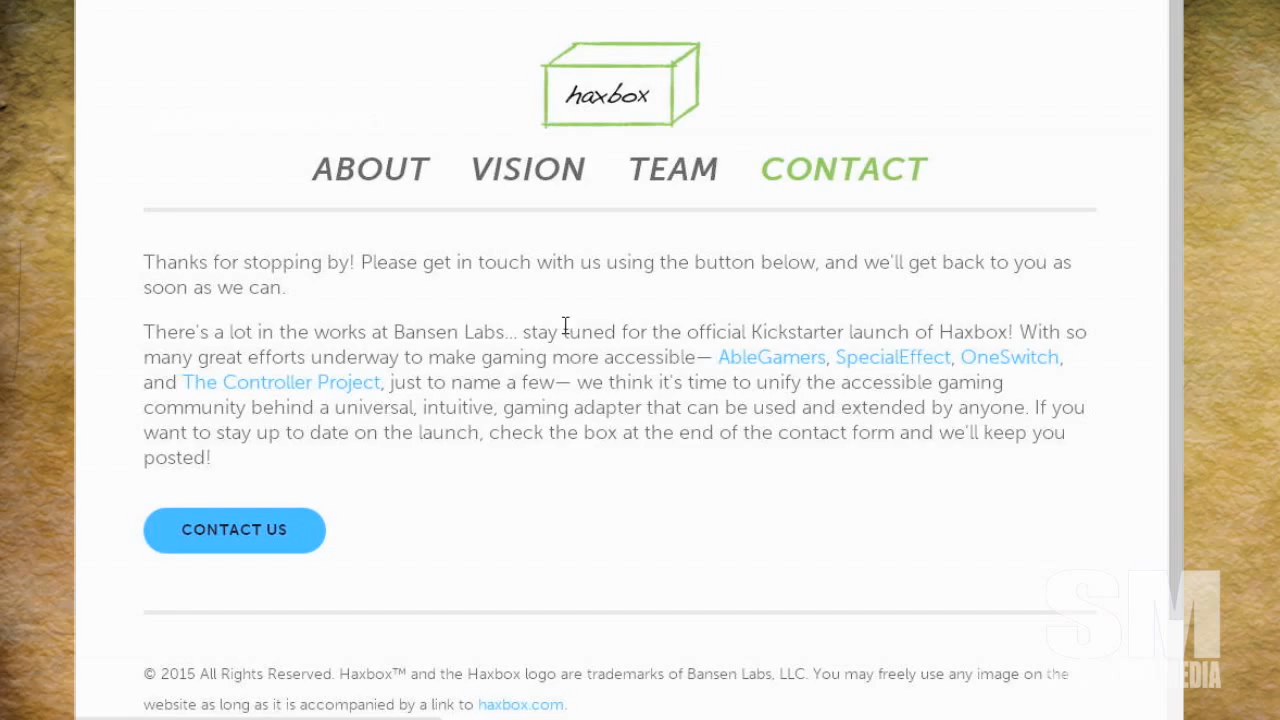 haxbox
ABOUT VISION TEAM CONTACT
Thanks for stopping by! Please get in touch with us using the button below, and we'll get back to you as
soon as we can.
There's a lot in the works at Bansen Labs... stay tuned for the official Kickstarter launch of Haxbox! With so
many great efforts underway to make gaming more accessible— AbleGamers, SpecialEffect, OneSwitch,
and The Controller Project, just to name a few— we think it's time to unify the accessible gaming
community behind a universal, intuitive, gaming adapter that can be used and extended by anyone. If you
want to stay up to date on the launch, check the box at the end of the contact form and we'll keep you
posted!
CONTACT US
© 2015 All Rights Reserved. Haxbox™ and the Haxbox logo are trademarks of Bansen Labs, LLC. You may freely use any image on the
website as long as it is accompanied by a link to haxbox.com.
SM